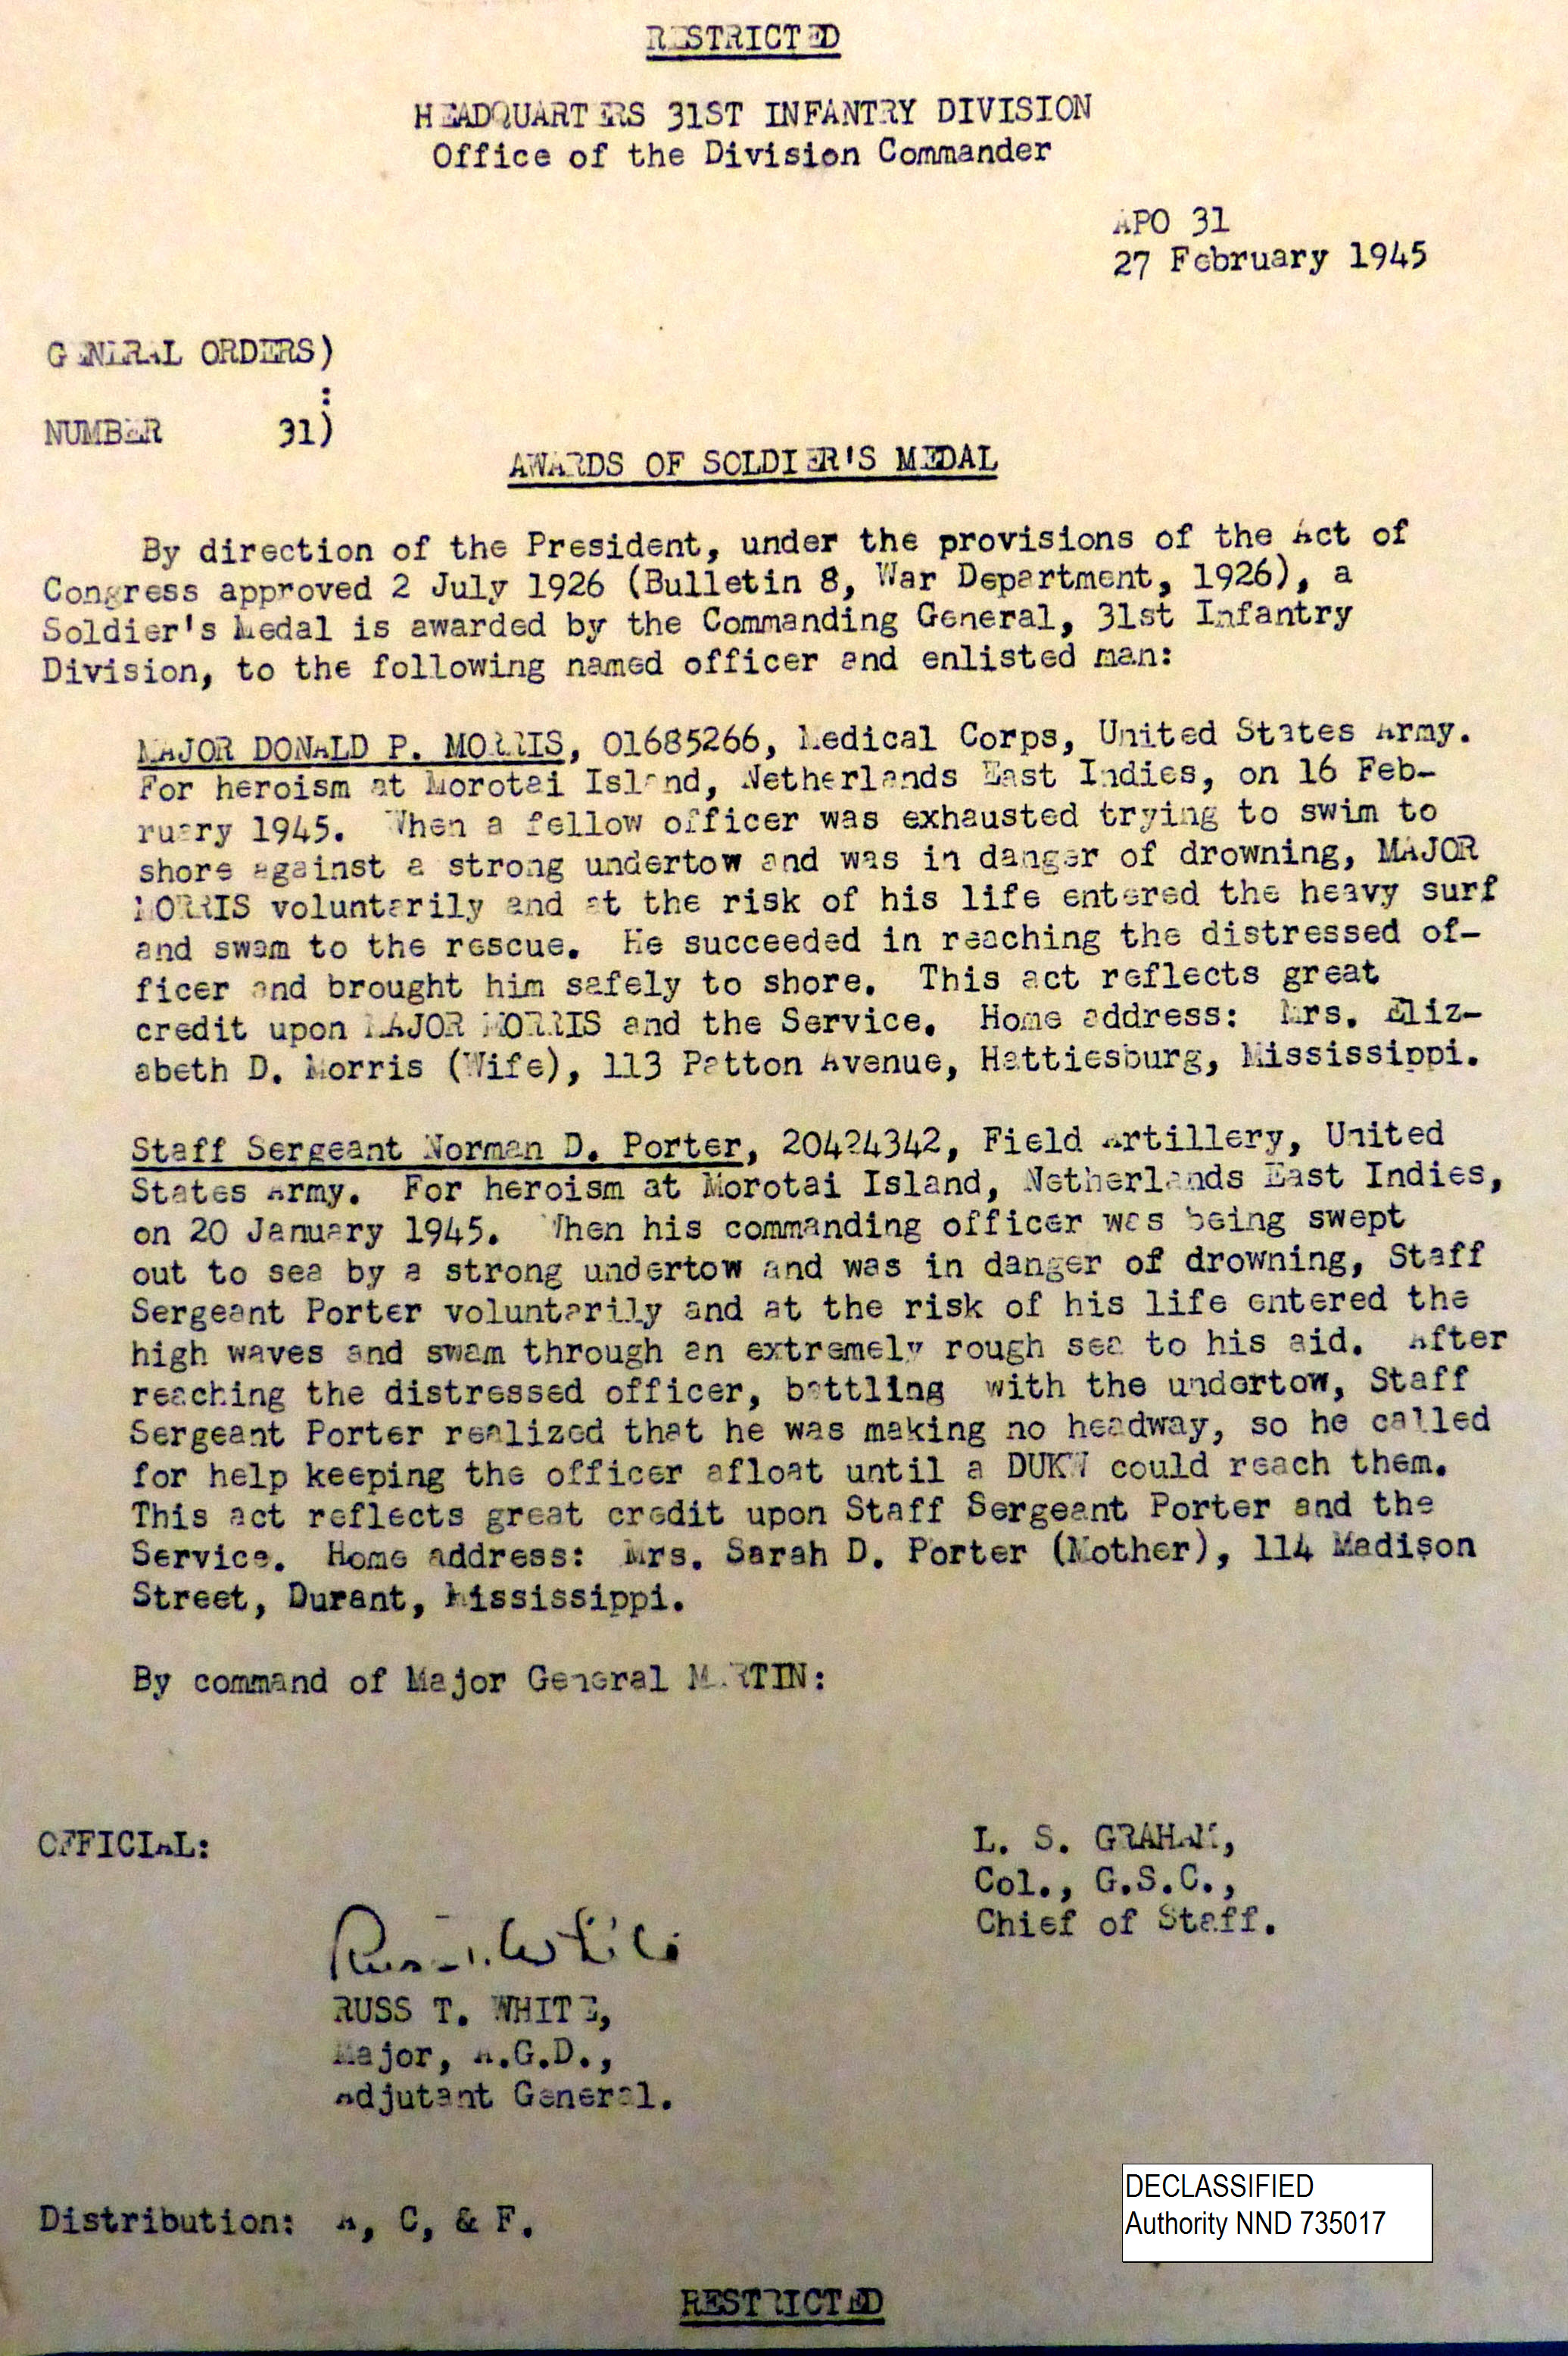 RESTRICTED
HEADQUARTERS 31ST INFANTRY DIVISION
Office of the Division Commander
APO 31
27 February 1945
GENERAL ORDERS)
:
NUMBER 31)
AWARDS OF SOLDIER'S MEDAL
By direction of the President, under the provisions of the Act of
Congress approved 2 July 1926 (Bulletin 8, War Department, 1926), a
Soldier's Medal is awarded by the Commanding General, 31st Infantry
Division, to the following named officer and enlisted man:
MAJOR DONALD P. MORRIS, 01685266, Medical Corps, United States Army.
For heroism at Morotai Island, Netherlands East Indies, on 16 Feb-
ruary 1945. When a fellow officer was exhausted trying to swim to
shore against a strong undertow and was in danger of drowning, MAJOR
MORRIS voluntarily and at the risk of his life entered the heavy surf
and swam to the rescue. He succeeded in reaching the distressed of-
ficer and brought him safely to shore. This act reflects great
credit upon MAJOR MORRIS and the Service. Home address: Mrs. Eliz-
abeth D. Morris (Wife), 113 Patton Avenue, Hattiesburg, Mississippi.
Staff Sergeant Norman D. Porter, 20424342, Field Artillery, United
States Army. For heroism at Morotai Island, Netherlands East Indies,
on 20 January 1945. When his commanding officer was being swept
out to sea by a strong undertow and was in danger of drowning, Staff
Sergeant Porter voluntarily and at the risk of his life entered the
high waves and swam through an extremely rough sea to his aid. After
reaching the distressed officer, battling with the undertow, Staff
Sergeant Porter realized that he was making no headway, so he called
for help keeping the officer afloat until a DUKW could reach them.
This act reflects great credit upon Staff Sergeant Porter and the
Service. Home address: Mrs. Sarah D. Porter (Mother), 114 Madison
Street, Durant, Mississippi.
By command of Major General MARTIN:
OFFICIAL:
L. S. GRAHAM,
Col., G.S.C.,
Chief of Staff.
Russ T. White
RUSS T. WHITE,
Major, A.G.D.,
Adjutant General.
Distribution: A, C, & F.
DECLASSIFIED
Authority NND 735017
RESTRICTED